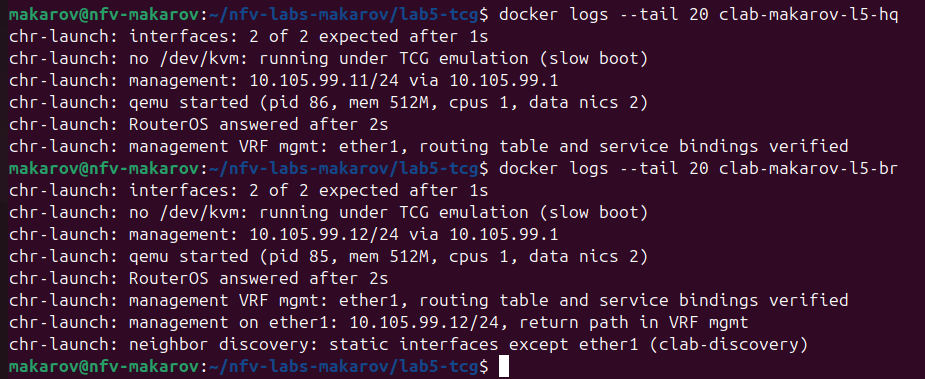 makarov@nfv-makarov:~/nfv-labs-makarov/lab5-tcg$ docker logs --tail 20 clab-makarov-l5-hq
chr-launch: interfaces: 2 of 2 expected after 1s
chr-launch: no /dev/kvm: running under TCG emulation (slow boot)
chr-launch: management: 10.105.99.11/24 via 10.105.99.1
chr-launch: qemu started (pid 86, mem 512M, cpus 1, data nics 2)
chr-launch: RouterOS answered after 2s
chr-launch: management VRF mgmt: ether1, routing table and service bindings verified
makarov@nfv-makarov:~/nfv-labs-makarov/lab5-tcg$ docker logs --tail 20 clab-makarov-l5-br
chr-launch: interfaces: 2 of 2 expected after 1s
chr-launch: no /dev/kvm: running under TCG emulation (slow boot)
chr-launch: management: 10.105.99.12/24 via 10.105.99.1
chr-launch: qemu started (pid 85, mem 512M, cpus 1, data nics 2)
chr-launch: RouterOS answered after 2s
chr-launch: management VRF mgmt: ether1, routing table and service bindings verified
chr-launch: management on ether1: 10.105.99.12/24, return path in VRF mgmt
chr-launch: neighbor discovery: static interfaces except ether1 (clab-discovery)
makarov@nfv-makarov:~/nfv-labs-makarov/lab5-tcg$